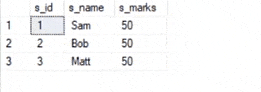 s_id s_name s_marks
1 1 Sam 50
2 2 Bob 50
3 3 Matt 50